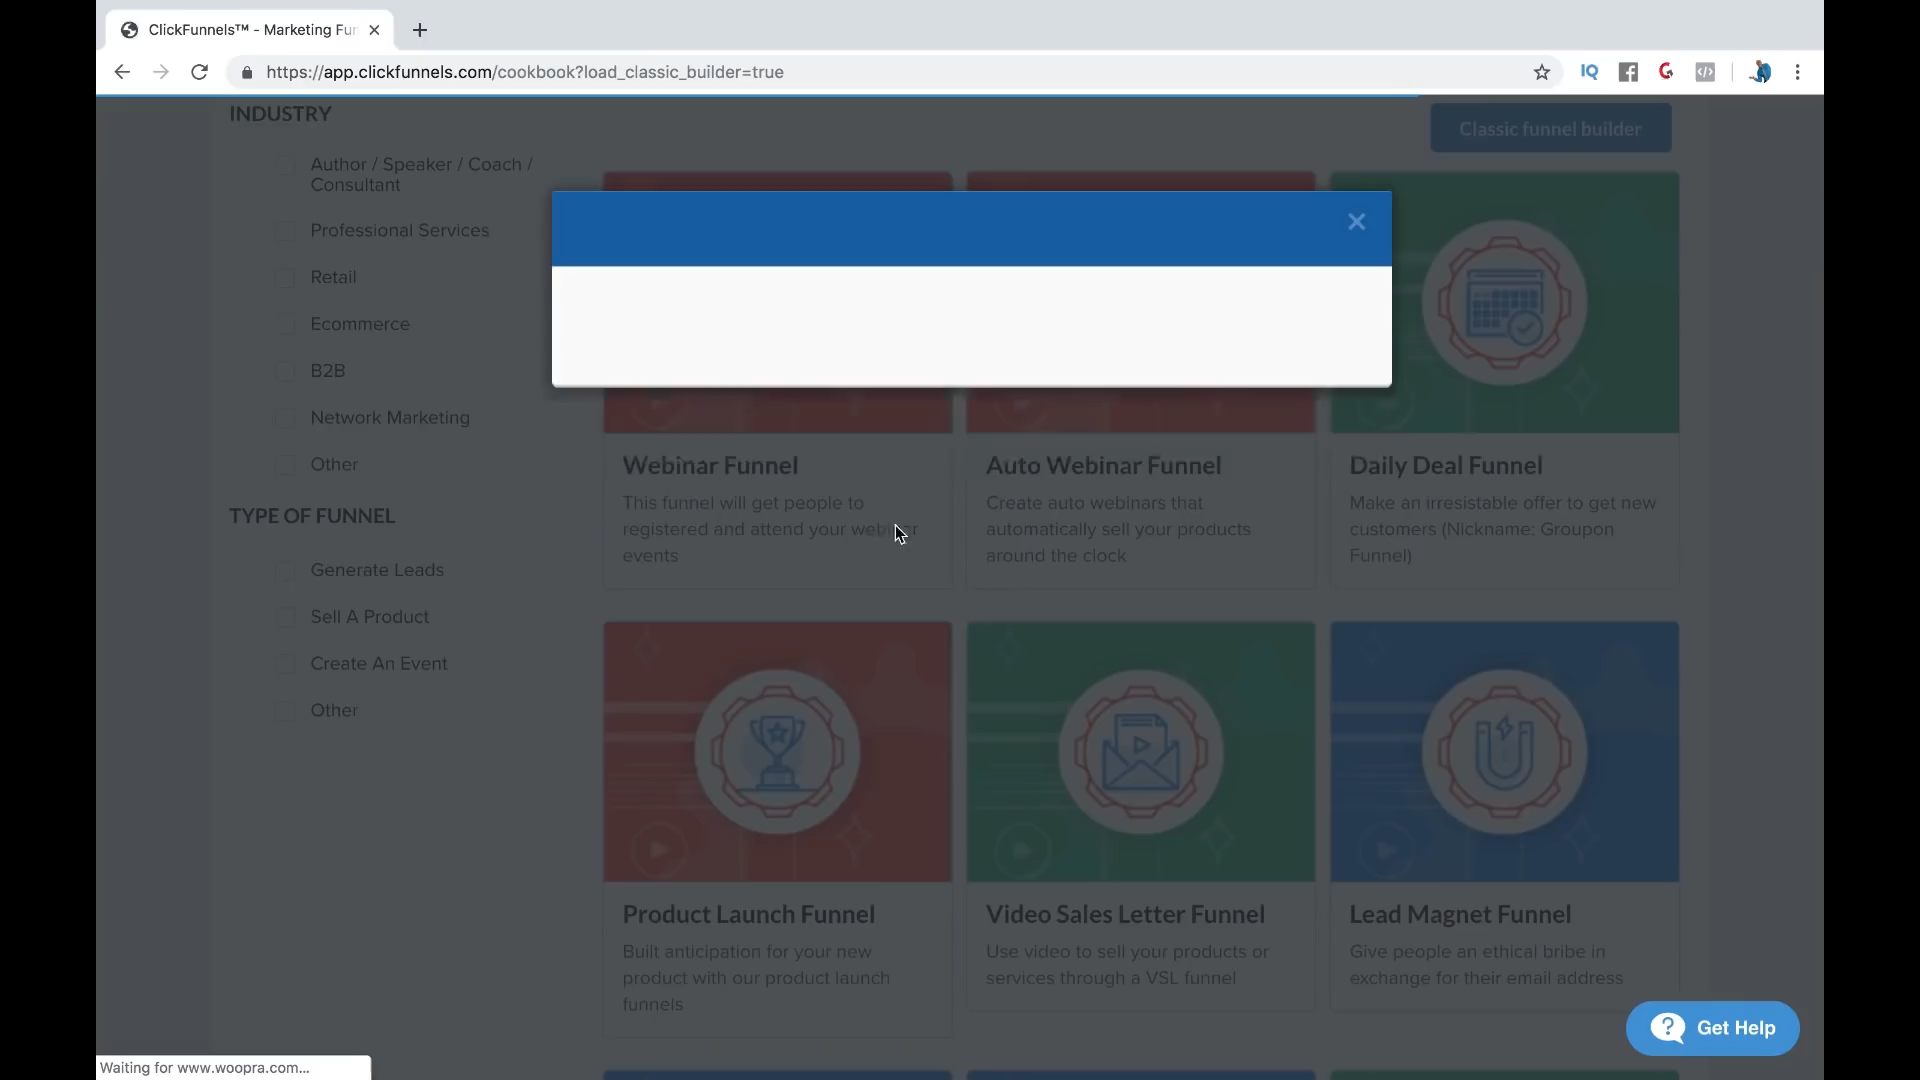 ClickFunnels™ - Marketing Fun
https://app.clickfunnels.com/cookbook?load_classic_builder=true
IQ
INDUSTRY
Classic funnel builder
Author / Speaker / Coach /
Consultant
Professional Services
Retail
Ecommerce
B2B
Network Marketing
Other
TYPE OF FUNNEL
Generate Leads
Sell A Product
Create An Event
Other
Webinar Funnel
This funnel will get people to
registered and attend your webinar
events
Auto Webinar Funnel
Create auto webinars that
automatically sell your products
around the clock
Daily Deal Funnel
Make an irresistable offer to get new
customers (Nickname: Groupon
Funnel)
Product Launch Funnel
Built anticipation for your new
product with our product launch
funnels
Video Sales Letter Funnel
Use video to sell your products or
services through a VSL funnel
Lead Magnet Funnel
Give people an ethical bribe in
exchange for their email address
Get Help
Waiting for www.woopra.com...